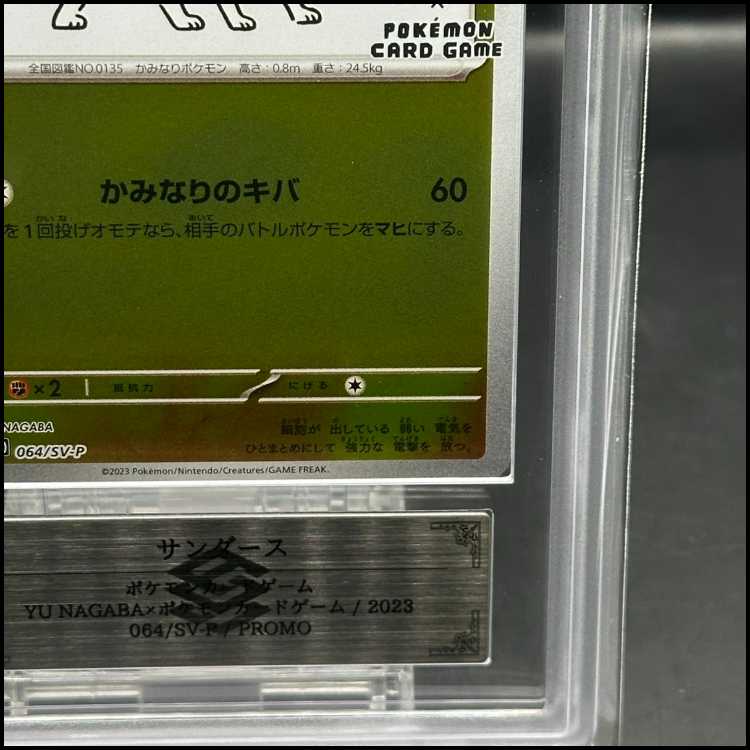 POKÉMON
CARD GAME
全国図鑑NO.0135 かみなりポケモン 高さ：0.8m 重さ：24.5kg
かみなりのキバ 60
を1回投げオモテなら、相手のバトルポケモンをマヒにする。
×2 抵抗力 にげる
NAGABA
064/SV-P
細胞が 出している 弱い 電気を
ひとまとめにして 強力な 電撃を 放つ。
©2023 Pokémon/Nintendo/Creatures/GAME FREAK.
サンダース
ポケモンカードゲーム
YU NAGABA×ポケモンカードゲーム / 2023
064/SV-P / PROMO